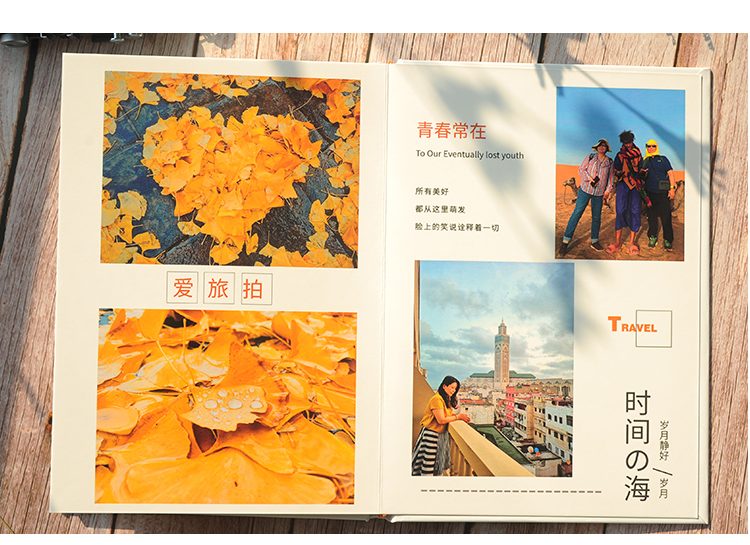 爱旅拍
青春常在
To Our Eventually lost youth
所有美好
都从这里萌发
脸上的笑说诠释着一切
TRAVEL
时间の海
岁月静好/岁月